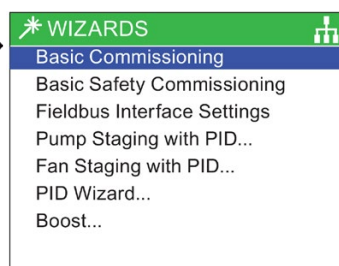 WIZARDS
Basic Commissioning
Basic Safety Commissioning
Fieldbus Interface Settings
Pump Staging with PID...
Fan Staging with PID...
PID Wizard...
Boost...